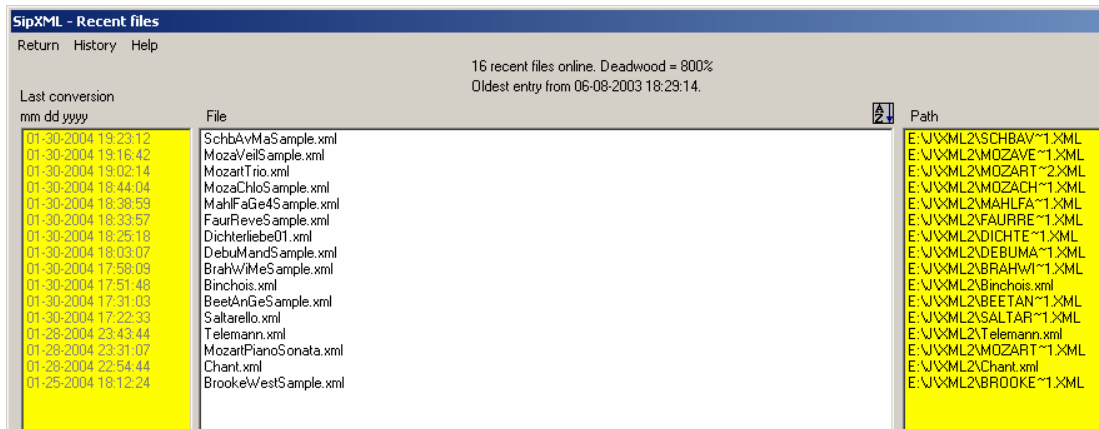 SipXML - Recent files
Return History Help
16 recent files online. Deadwood = 800%
Oldest entry from 06-08-2003 18:29:14.
Last conversion
mm dd yyyy File Path
01-30-2004 19:23:12 SchbAvMaSample.xml E:\J\XML2\SCHBAV~1.XML
01-30-2004 19:16:42 MozaVeilSample.xml E:\J\XML2\MOZAVE~1.XML
01-30-2004 19:02:14 MozartTrio.xml E:\J\XML2\MOZART~2.XML
01-30-2004 18:44:04 MozaChloSample.xml E:\J\XML2\MOZACH~1.XML
01-30-2004 18:38:59 MahlFaGe4Sample.xml E:\J\XML2\MAHLFA~1.XML
01-30-2004 18:33:57 FaurReveSample.xml E:\J\XML2\FAURRE~1.XML
01-30-2004 18:25:18 Dichterliebe01.xml E:\J\XML2\DICHTE~1.XML
01-30-2004 18:03:07 DebuMandSample.xml E:\J\XML2\DEBUMA~1.XML
01-30-2004 17:58:09 BrahWiMeSample.xml E:\J\XML2\BRAHWI~1.XML
01-30-2004 17:51:48 Binchois.xml E:\J\XML2\Binchois.xml
01-30-2004 17:31:03 BeetAnGeSample.xml E:\J\XML2\BEETAN~1.XML
01-30-2004 17:22:33 Saltarello.xml E:\J\XML2\SALTAR~1.XML
01-28-2004 23:43:44 Telemann.xml E:\J\XML2\Telemann.xml
01-28-2004 23:31:07 MozartPianoSonata.xml E:\J\XML2\MOZART~1.XML
01-28-2004 22:54:44 Chant.xml E:\J\XML2\Chant.xml
01-25-2004 18:12:24 BrookeWestSample.xml E:\J\XML2\BROOKE~1.XML